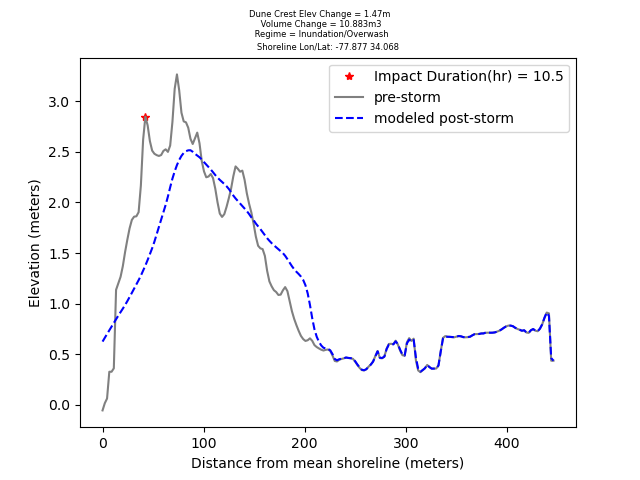 Dune Crest Elev Change = 1.47m
Volume Change = 10.883m3
Regime = Inundation/Overwash
Shoreline Lon/Lat: -77.877 34.068
Impact Duration(hr) = 10.5
pre-storm
modeled post-storm
3.0
2.5
2.0
1.5
1.0
0.5
0.0
Elevation (meters)
0 100 200 300 400
Distance from mean shoreline (meters)